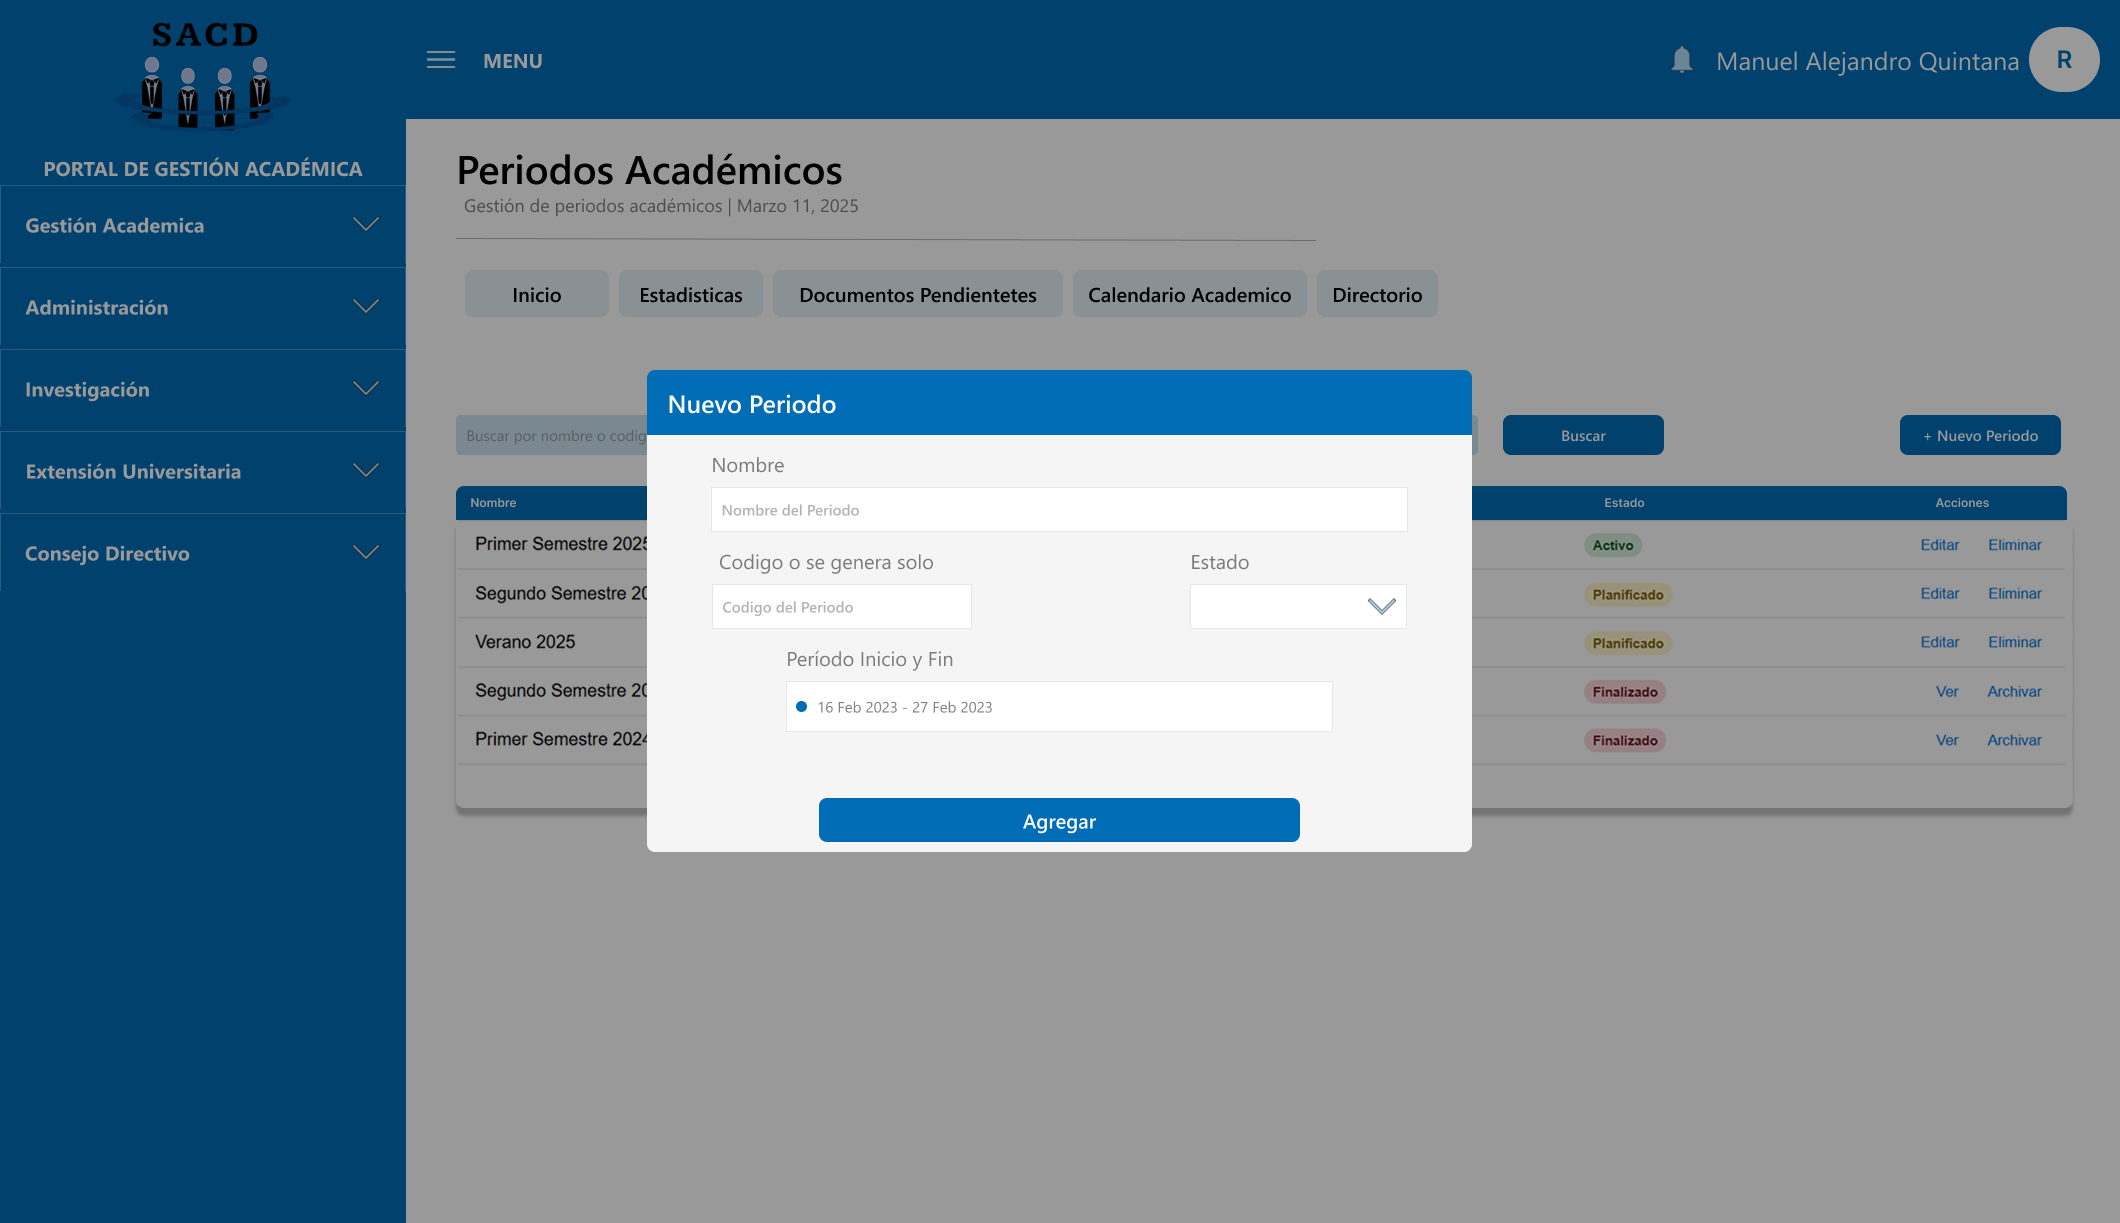 SACD
PORTAL DE GESTIÓN ACADÉMICA
Gestión Academica
Administración
Investigación
Extensión Universitaria
Consejo Directivo
MENU
Manuel Alejandro Quintana
R
Periodos Académicos
Gestión de periodos académicos | Marzo 11, 2025
Inicio
Estadisticas
Documentos Pendientetes
Calendario Academico
Directorio
Buscar por nombre o codig
Buscar
+ Nuevo Periodo
Nombre
Estado
Acciones
Primer Semestre 2025
Activo
Editar
Eliminar
Segundo Semestre 20
Planificado
Editar
Eliminar
Verano 2025
Planificado
Editar
Eliminar
Segundo Semestre 20
Finalizado
Ver
Archivar
Primer Semestre 2024
Finalizado
Ver
Archivar
Nuevo Periodo
Nombre
Nombre del Periodo
Codigo o se genera solo
Estado
Codigo del Periodo
Período Inicio y Fin
16 Feb 2023 - 27 Feb 2023
Agregar